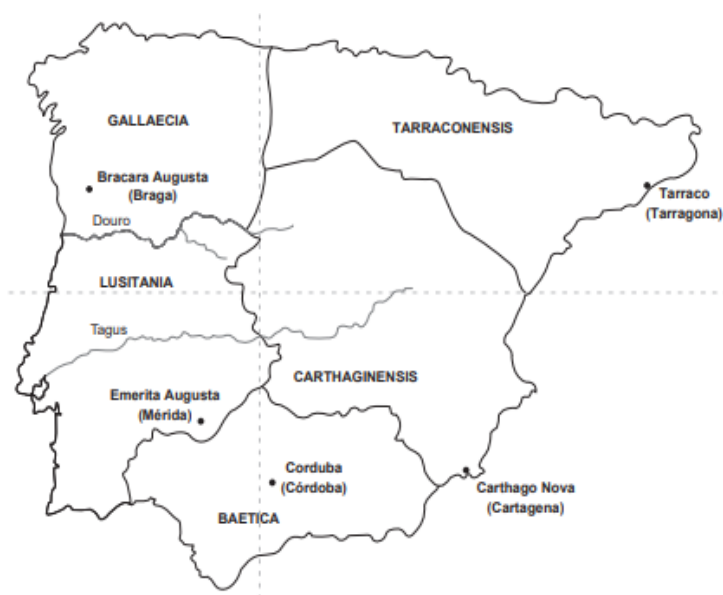 GALLAECIA
TARRACONENSIS
Bracara Augusta
(Braga)
Tarraco
(Tarragona)
Douro
LUSITANIA
Tagus
CARTHAGINENSIS
Emerita Augusta
(Mérida)
Corduba
(Córdoba)
Carthago Nova
(Cartagena)
BAETICA